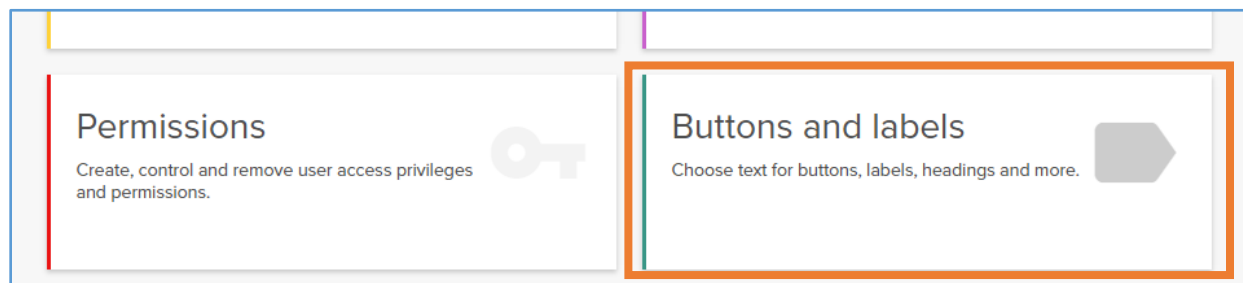 Permissions
Create, control and remove user access privileges
and permissions.
Buttons and labels
Choose text for buttons, labels, headings and more.